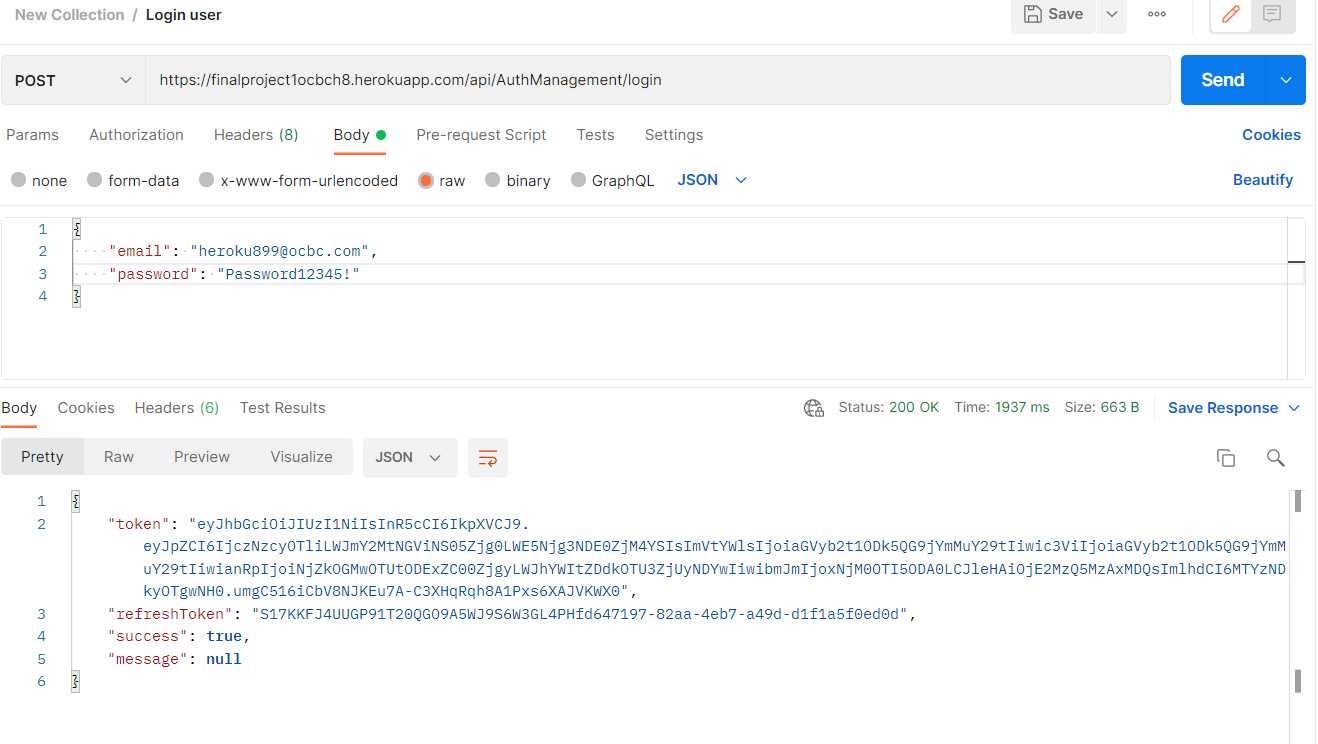 New Collection / Login user
Save
POST
https://finalproject1ocbch8.herokuapp.com/api/AuthManagement/login
Send
Params Authorization Headers (8) Body Pre-request Script Tests Settings Cookies
none form-data x-www-form-urlencoded raw binary GraphQL JSON Beautify
1 {
2 "email": "heroku899@ocbc.com",
3 "password": "Password12345!"
4 }
Body Cookies Headers (6) Test Results Status: 200 OK Time: 1937 ms Size: 663 B Save Response
Pretty Raw Preview Visualize JSON
1 {
2 "token": "eyJhbGciOiJIUzI1NiIsInR5cCI6IkpXVCJ9.
eyJpZCI6IjczNzcyOTliLWJmY2MtNGViNS05Zjg0LWE5Njg3NDE0ZjM4YSIsImVtYWlsIjoiaGVyb2t1ODk5QG9jYmMuY29tIiwic3ViIjoiaGVyb2t1ODk5QG9jYmM
uY29tIiwianRpIjoiNjZkOGMwOTUtODExZC00ZjgyLWJhYWItZDdkOTU3ZjUyNDYwIiwibmJmIjoxNjM0OTI5ODA0LCJleHAiOjE2MzQ5MzAxMDQsImlhdCI6MTYzND
kyOTgwNH0.umgC516iCbV8NJKEu7A-C3XHqRqh8A1Pxs6XAJVKWX0",
3 "refreshToken": "S17KKFJ4UUGP91T20QGO9A5WJ9S6W3GL4PHfd647197-82aa-4eb7-a49d-d1f1a5f0ed0d",
4 "success": true,
5 "message": null
6 }